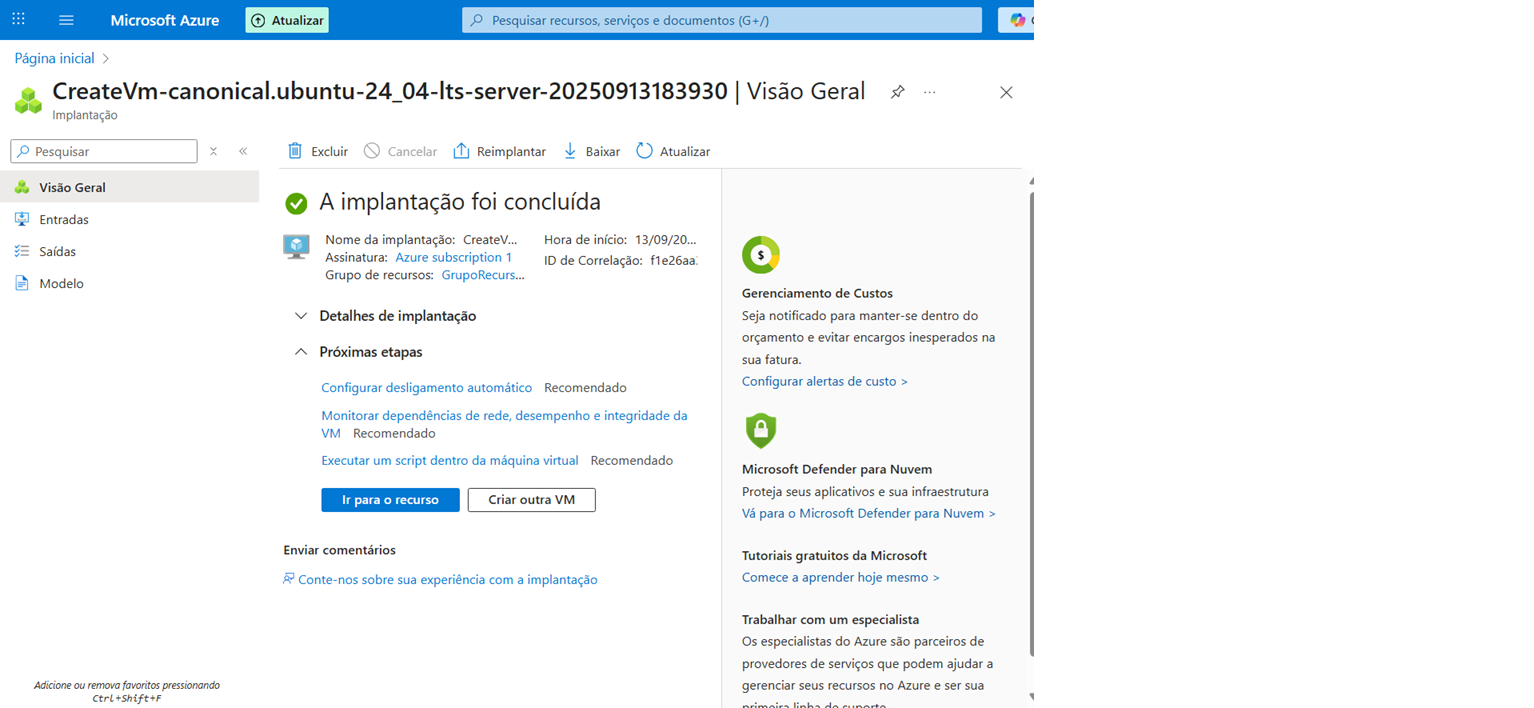 Microsoft Azure
Atualizar
Pesquisar recursos, serviços e documentos (G+/)
Página inicial
CreateVm-canonical.ubuntu-24_04-lts-server-20250913183930 | Visão Geral
Implantação
Pesquisar
Excluir
Cancelar
Reimplantar
Baixar
Atualizar
Visão Geral
Entradas
Saídas
Modelo
A implantação foi concluída
Nome da implantação: CreateV...
Assinatura: Azure subscription 1
Grupo de recursos: GrupoRecurs...
Hora de início: 13/09/20...
ID de Correlação: f1e26aa
Detalhes de implantação
Próximas etapas
Configurar desligamento automático Recomendado
Monitorar dependências de rede, desempenho e integridade da
VM Recomendado
Executar um script dentro da máquina virtual Recomendado
Ir para o recurso
Criar outra VM
Enviar comentários
Conte-nos sobre sua experiência com a implantação
$
Gerenciamento de Custos
Seja notificado para manter-se dentro do
orçamento e evitar encargos inesperados na
sua fatura.
Configurar alertas de custo >
Microsoft Defender para Nuvem
Proteja seus aplicativos e sua infraestrutura
Vá para o Microsoft Defender para Nuvem >
Tutoriais gratuitos da Microsoft
Comece a aprender hoje mesmo >
Trabalhar com um especialista
Os especialistas do Azure são parceiros de
provedores de serviços que podem ajudar a
gerenciar seus recursos no Azure e ser sua
primeira linha de suporte.
Adicione ou remova favoritos pressionando
Ctrl+Shift+F